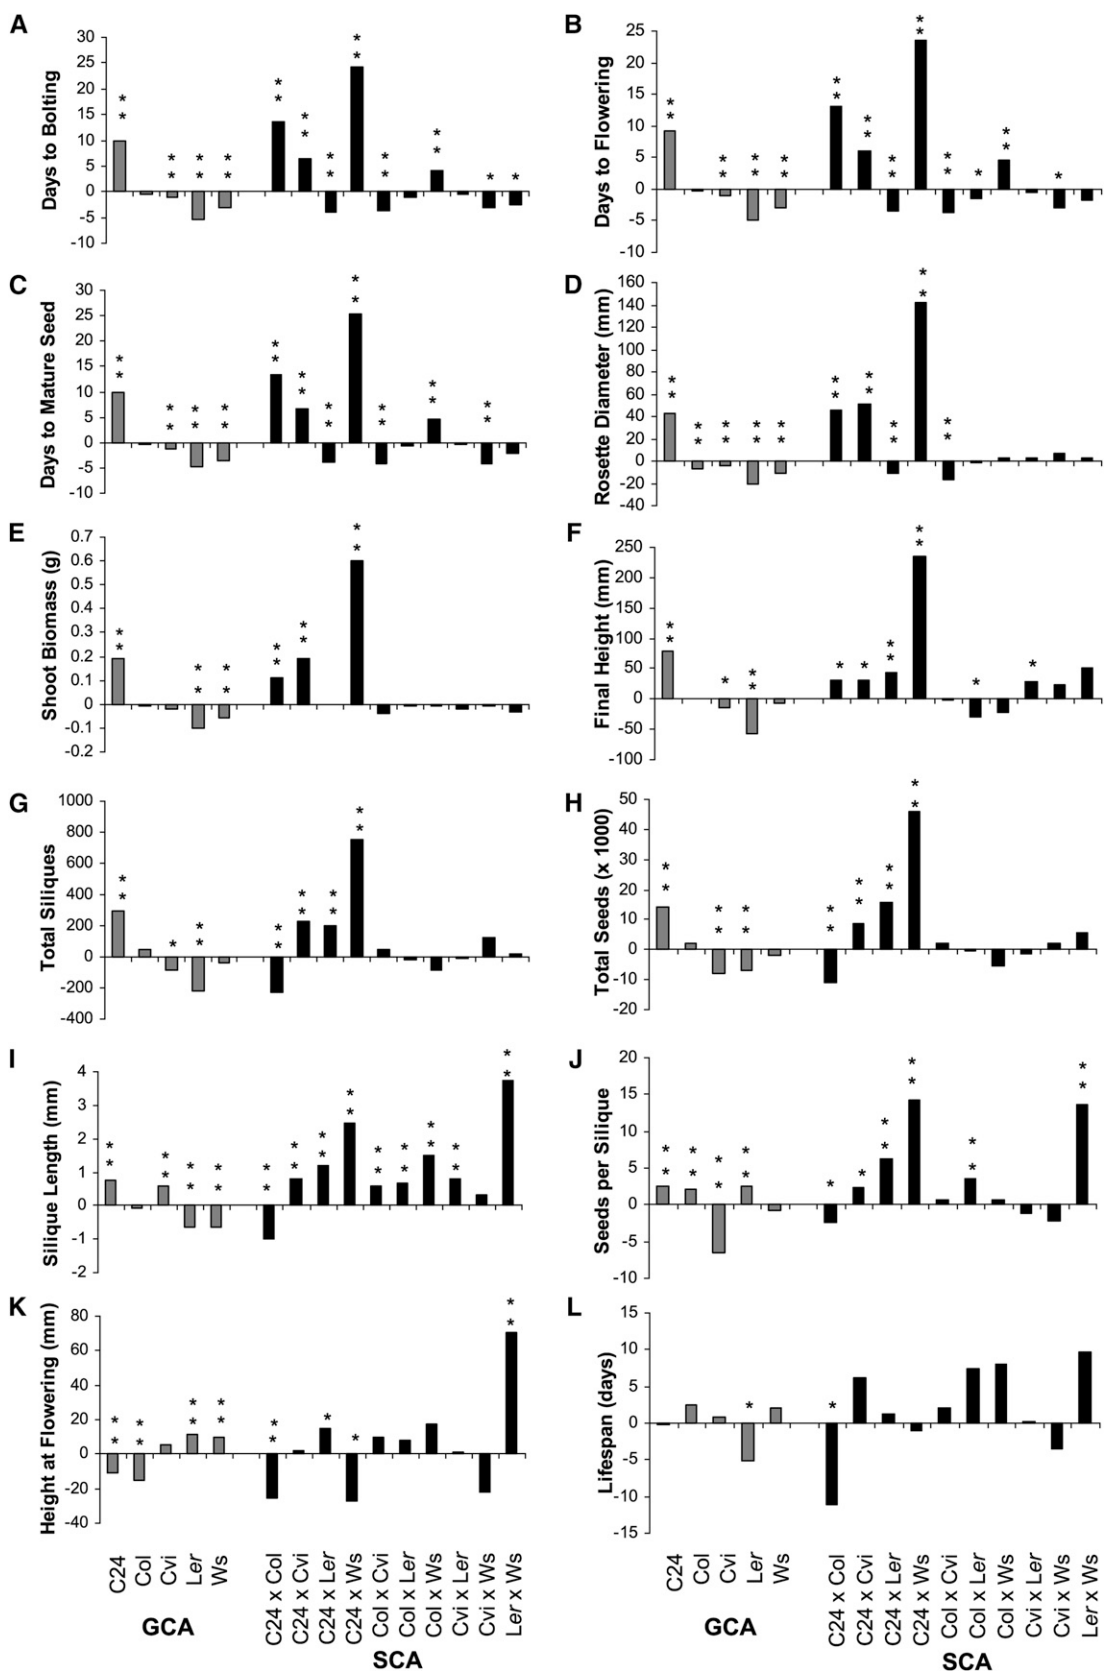 A
Days to Bolting
30
25
20
15
10
5
0
-5
-10
* * * * * * * * * * * * * * * * * * * * * * * *
B
Days to Flowering
25
20
15
10
5
0
-5
-10
C
Days to Mature Seed
30
25
20
15
10
5
0
-5
-10
D
Rosette Diameter (mm)
160
140
120
100
80
60
40
20
0
-20
-40
E
Shoot Biomass (g)
0.7
0.6
0.5
0.4
0.3
0.2
0.1
0
-0.1
-0.2
F
Final Height (mm)
250
200
150
100
50
0
-50
-100
G
Total Siliques
1000
800
600
400
200
0
-200
-400
H
Total Seeds (x 1000)
50
40
30
20
10
0
-10
-20
I
Silique Length (mm)
4
3
2
1
0
-1
-2
J
Seeds per Silique
20
15
10
5
0
-5
-10
K
Height at Flowering (mm)
80
60
40
20
0
-20
-40
L
Lifespan (days)
15
10
5
0
-5
-10
-15
C24
Col
Cvi
Ler
Ws
GCA
C24 x Col
C24 x Cvi
C24 x Ler
C24 x Ws
Col x Cvi
Col x Ler
Col x Ws
Cvi x Ler
Cvi x Ws
Ler x Ws
SCA
C24
Col
Cvi
Ler
Ws
GCA
C24 x Col
C24 x Cvi
C24 x Ler
C24 x Ws
Col x Cvi
Col x Ler
Col x Ws
Cvi x Ler
Cvi x Ws
Ler x Ws
SCA